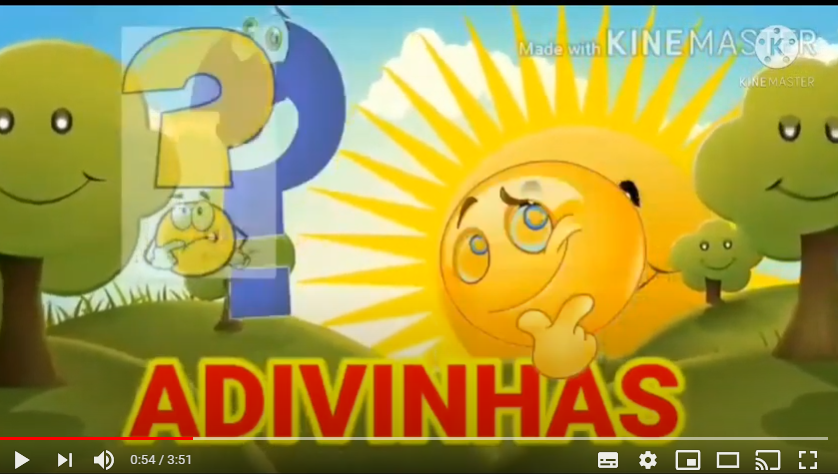 Made with KINEMASTER
KINEMASTER
ADIVINHAS
0:54 / 3:51